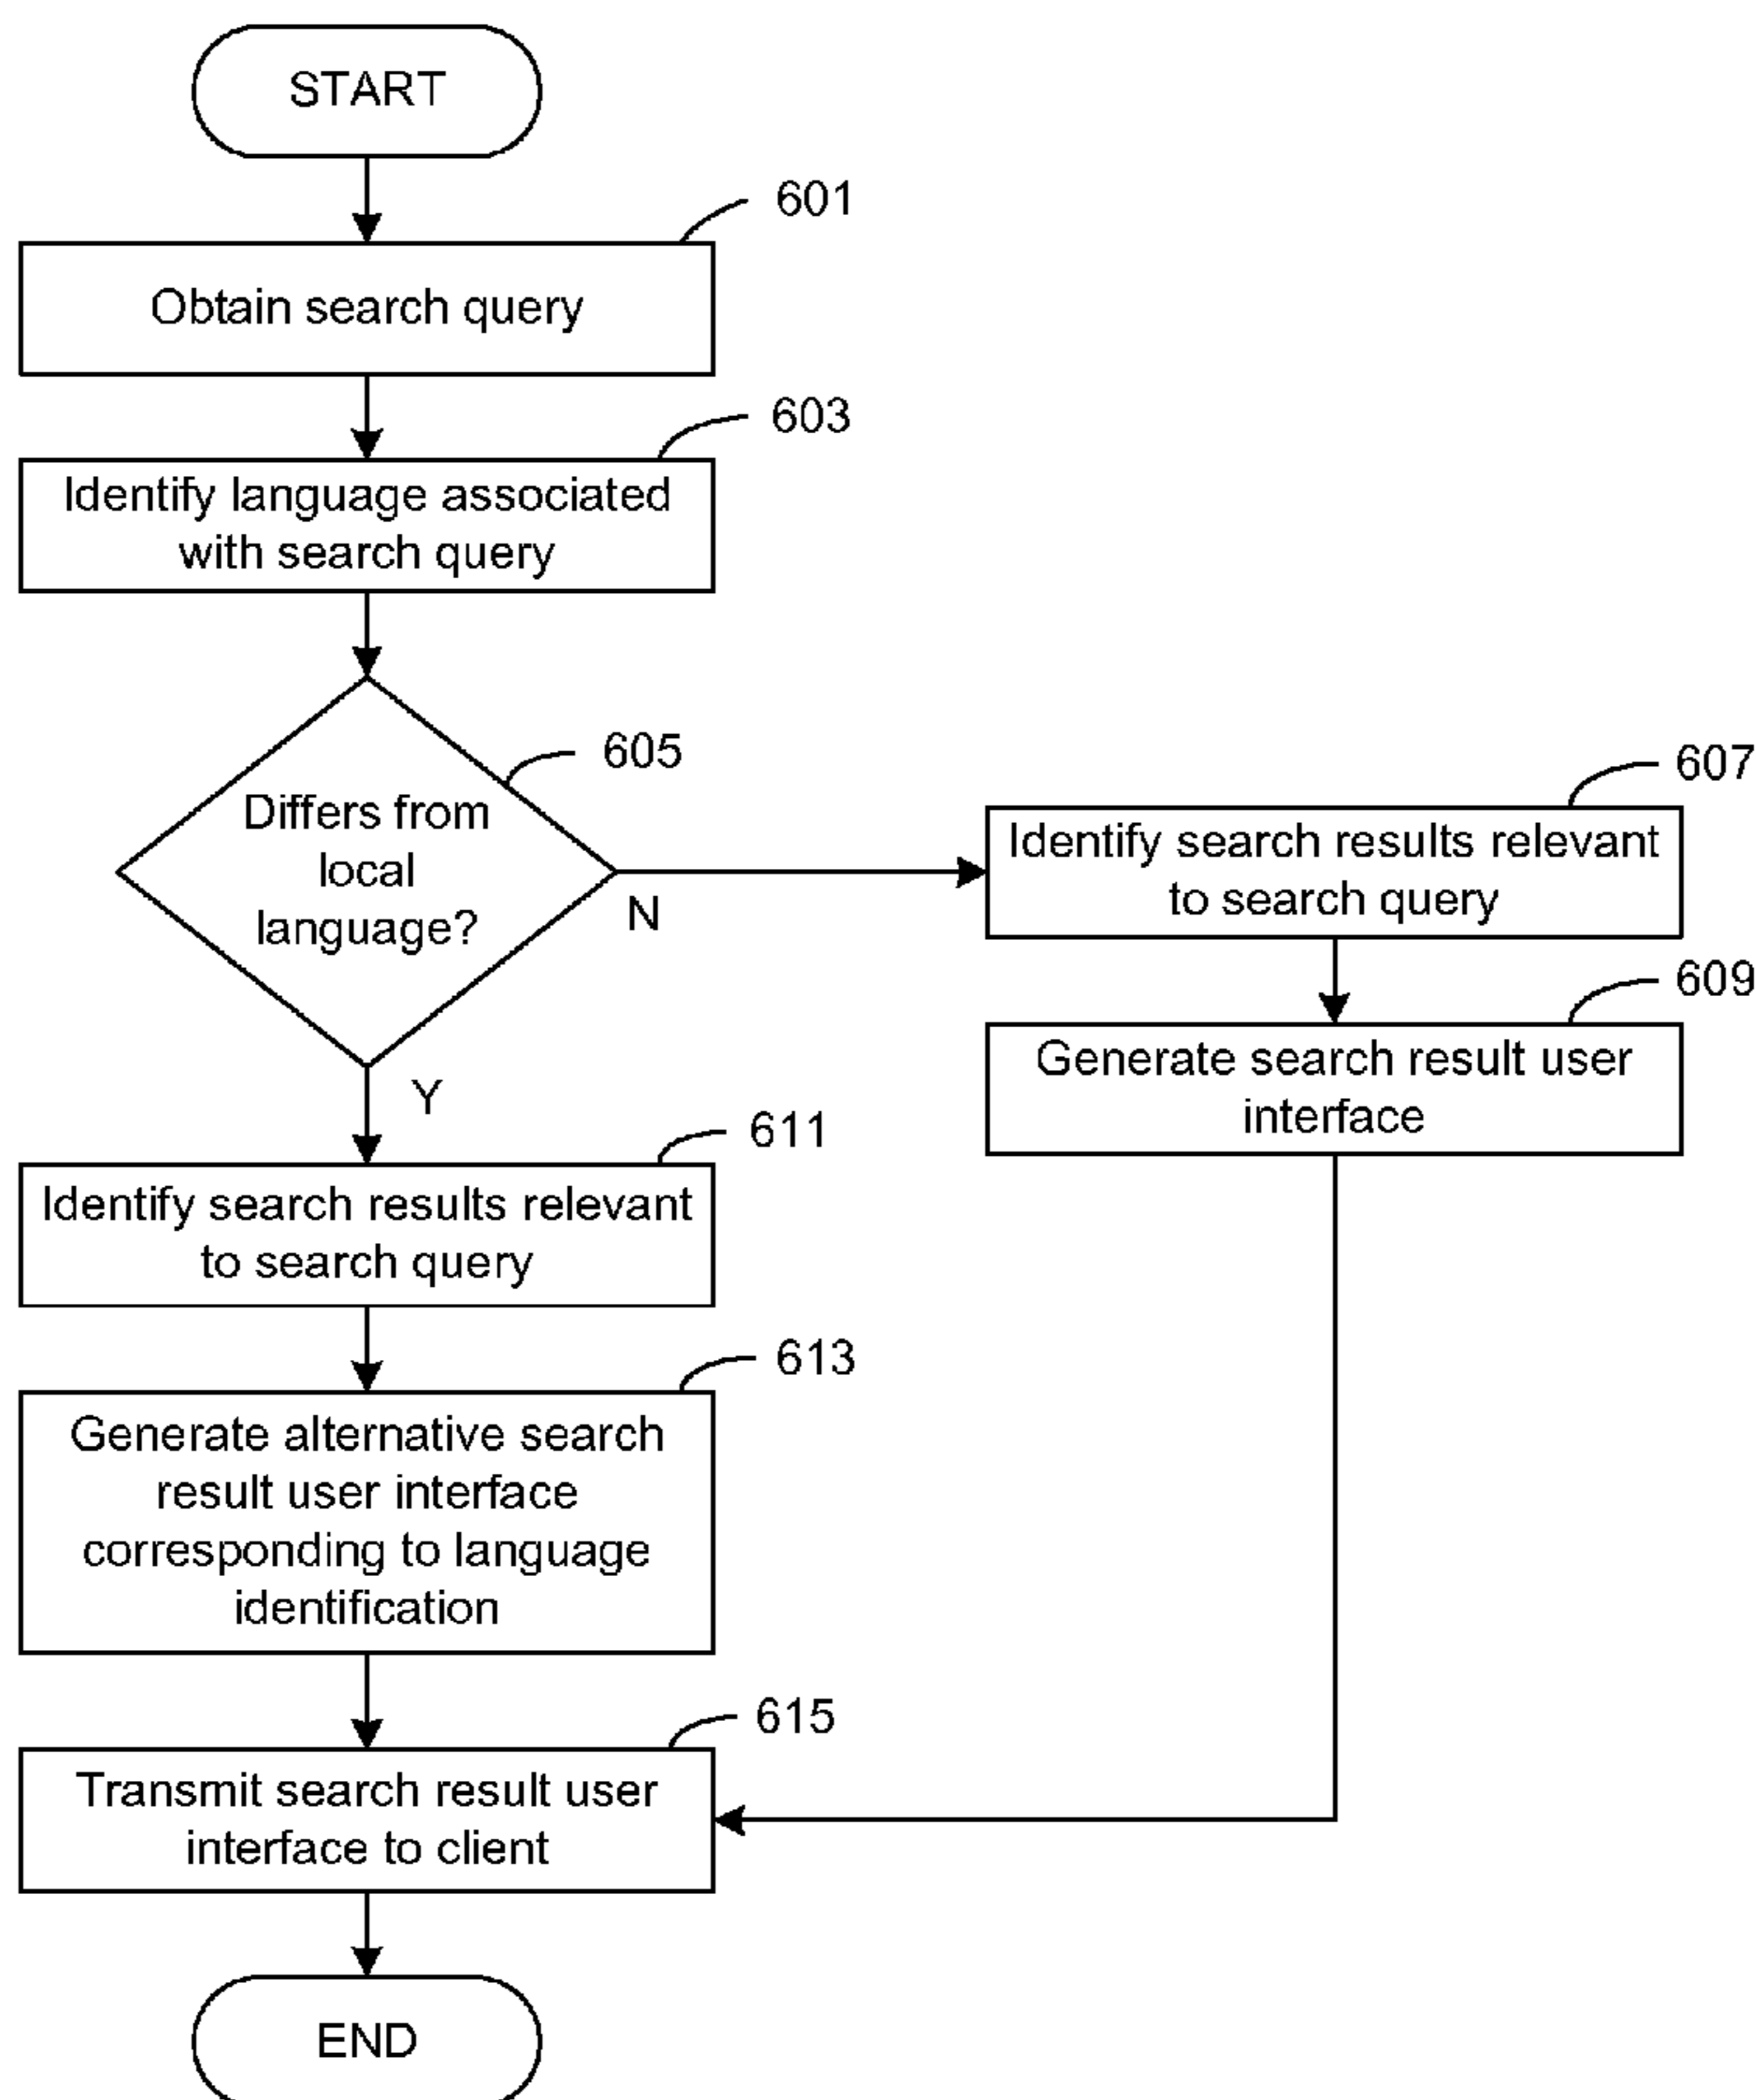 START
601
Obtain search query
603
Identify language associated
with search query
605
Differs from
local
language?
N
Y
607
Identify search results relevant
to search query
609
Generate search result user
interface
611
Identify search results relevant
to search query
613
Generate alternative search
result user interface
corresponding to language
identification
615
Transmit search result user
interface to client
END